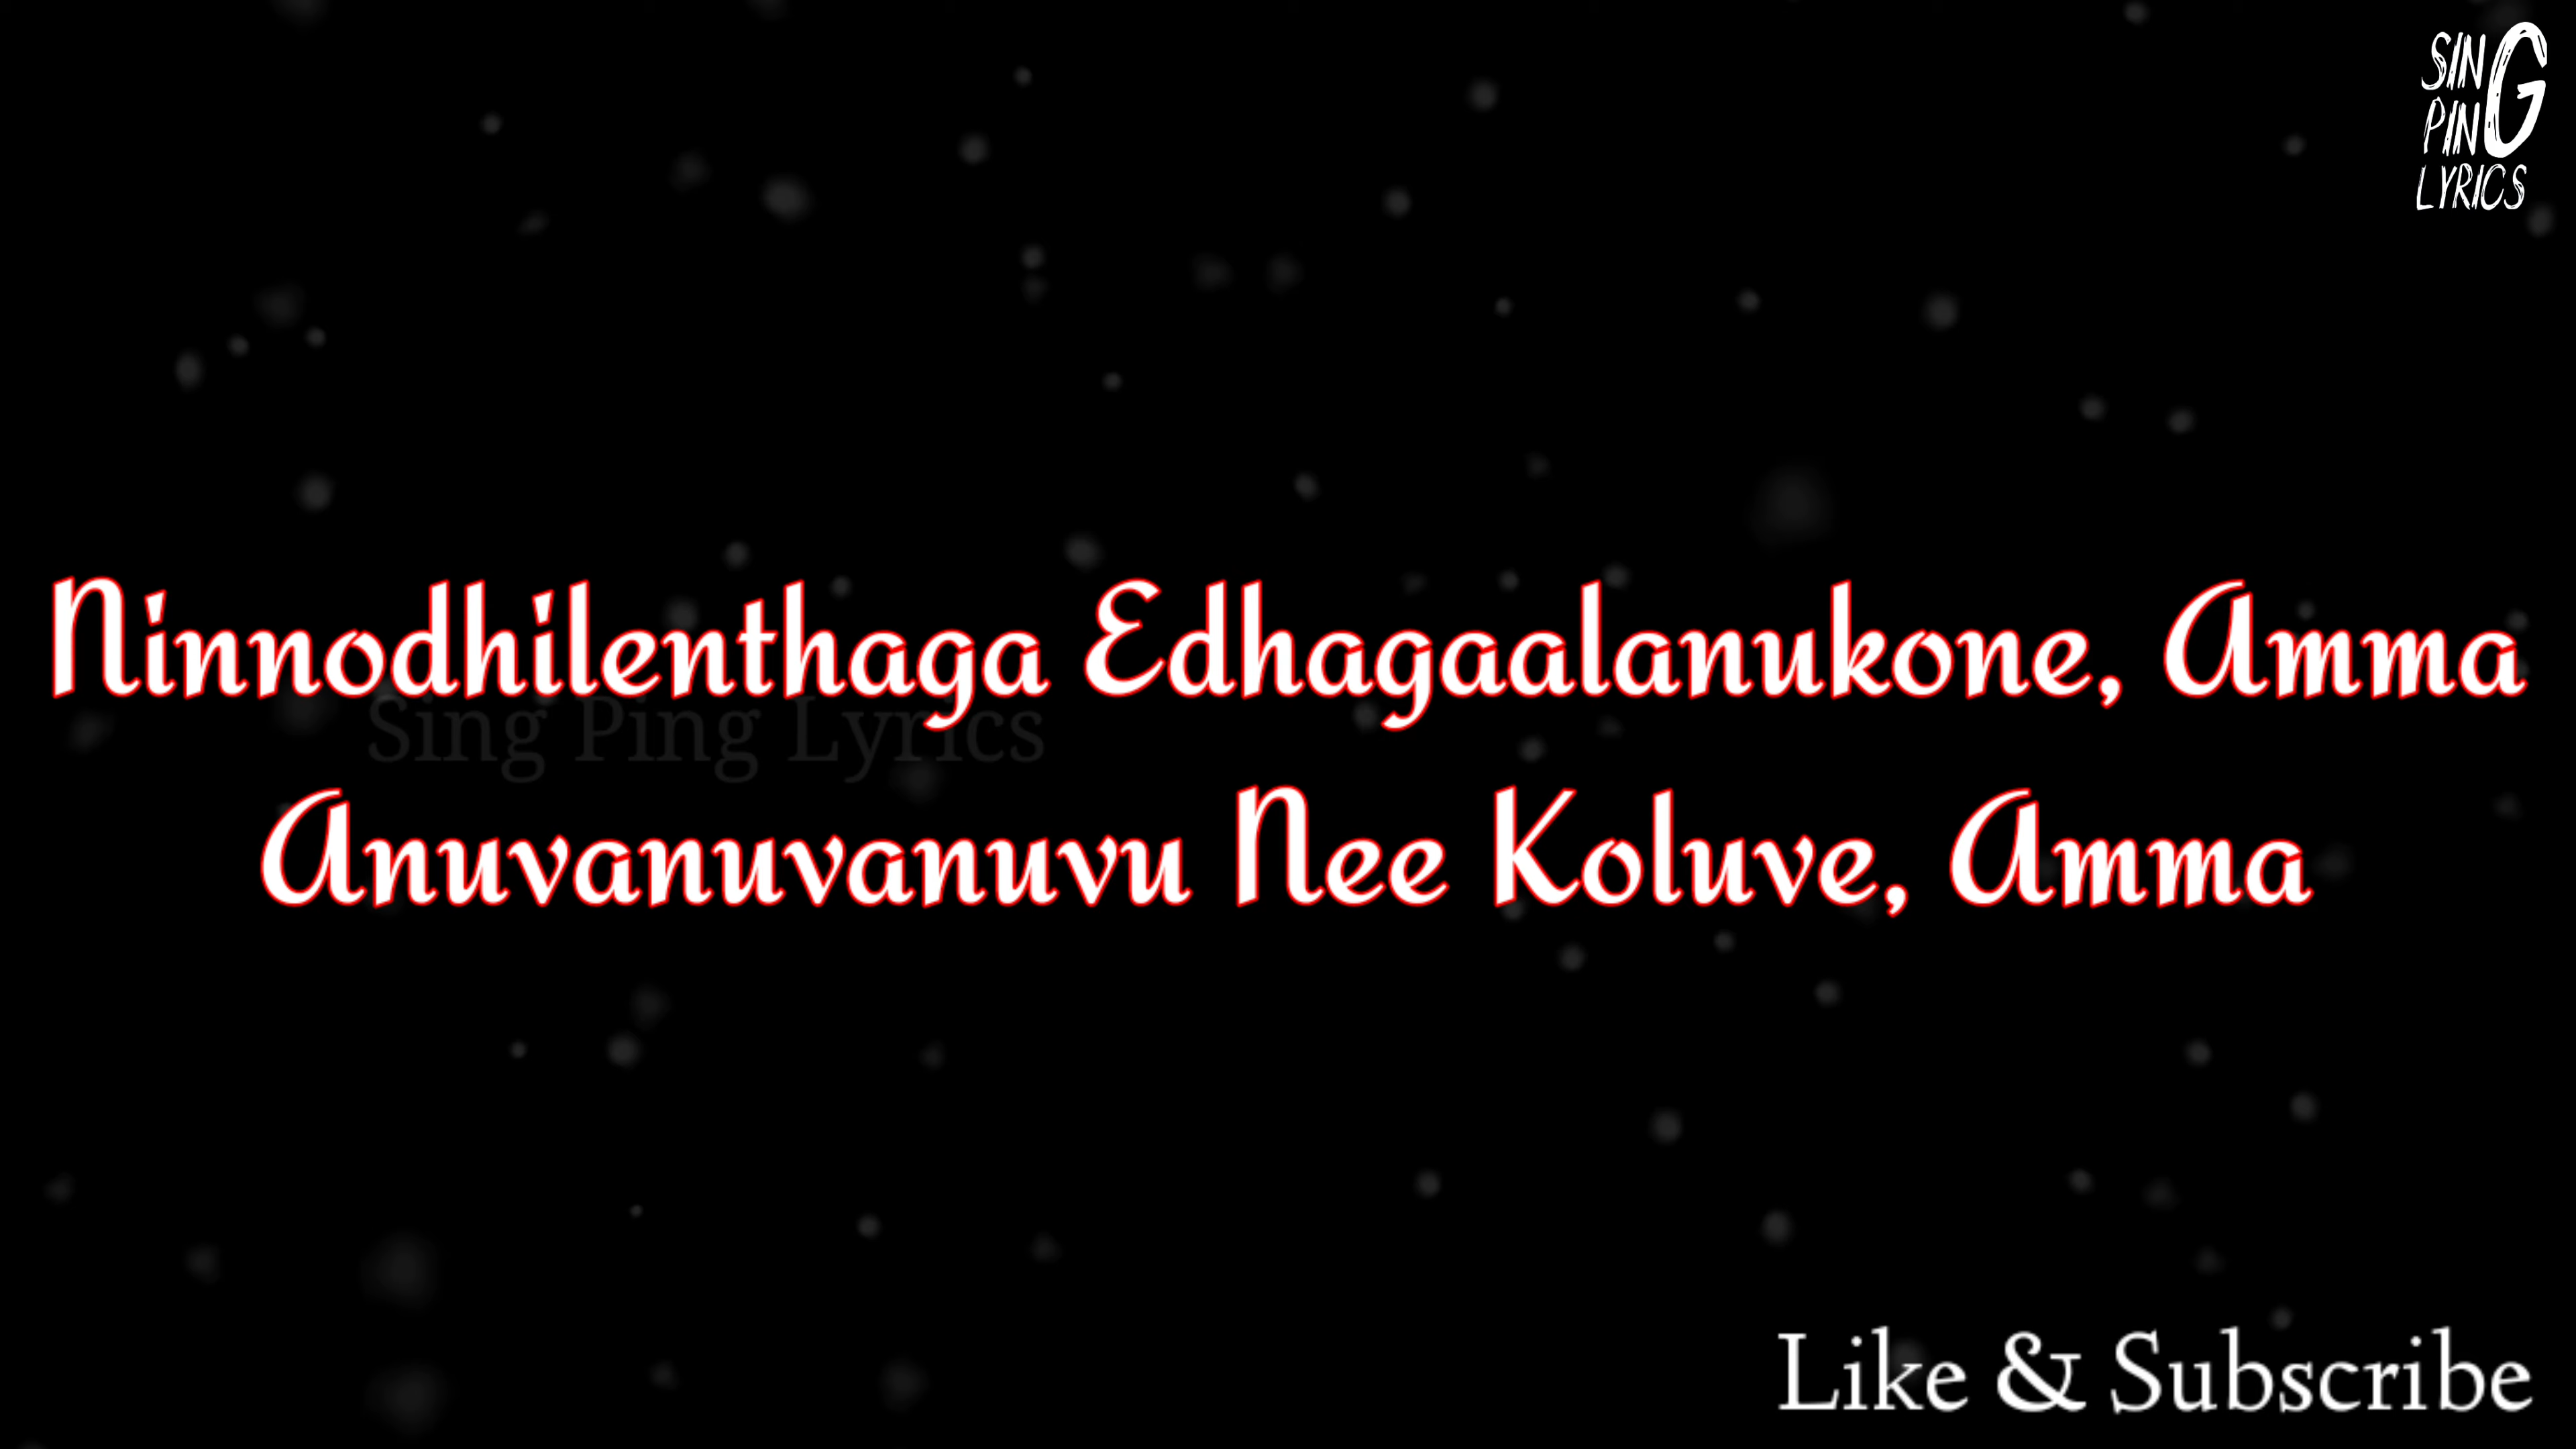 SING
PING
LYRICS
Ninnodhilenthaga Edhagaalanukone, Amma
Sing Ping Lyrics
Anuvanuvanuvu Nee Koluve, Amma
Like & Subscribe